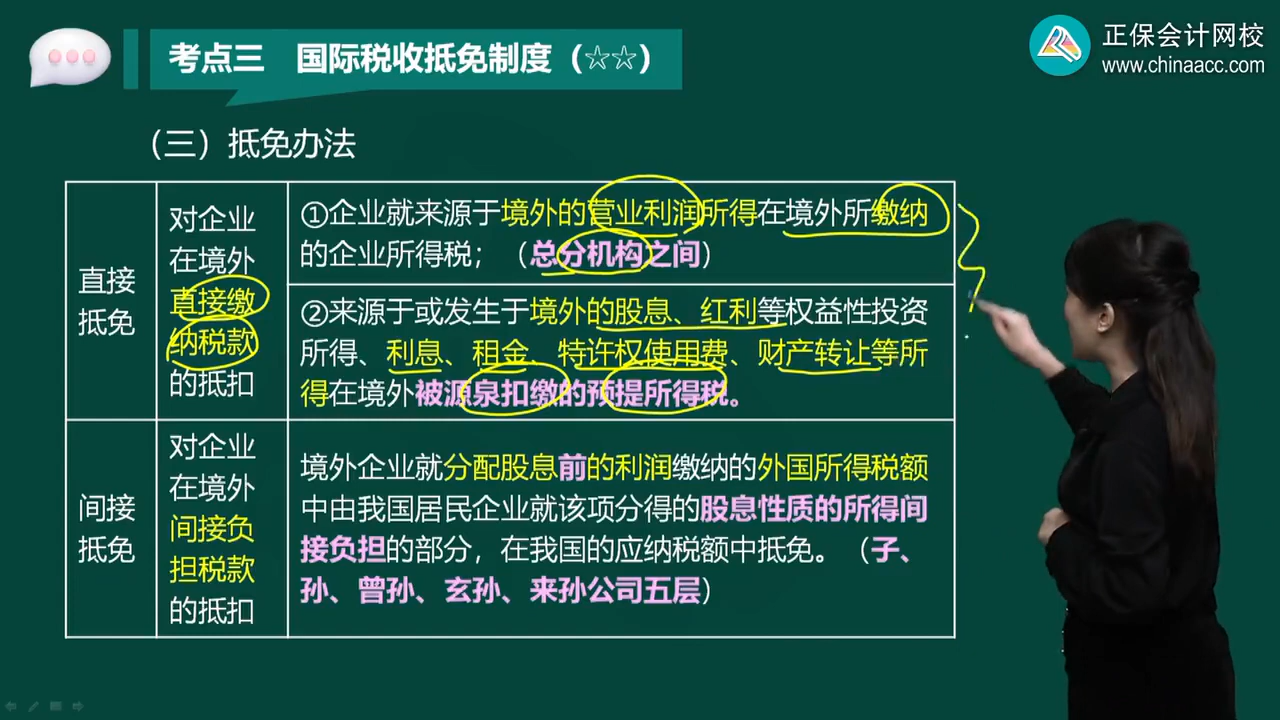 考点三 国际税收抵免制度（☆☆）
正保会计网校
www.chinaacc.com
（三）抵免办法
直接
抵免
对企业
在境外
直接缴
纳税款
的抵扣
①企业就来源于境外的营业利润所得在境外所缴纳
的企业所得税；（总分机构之间）
②来源于或发生于境外的股息、红利等权益性投资
所得、利息、租金、特许权使用费、财产转让等所
得在境外被源泉扣缴的预提所得税。
间接
抵免
对企业
在境外
间接负
担税款
的抵扣
境外企业就分配股息前的利润缴纳的外国所得税额
中由我国居民企业就该项分得的股息性质的所得间
接负担的部分，在我国的应纳税额中抵免。（子、
孙、曾孙、玄孙、来孙公司五层）